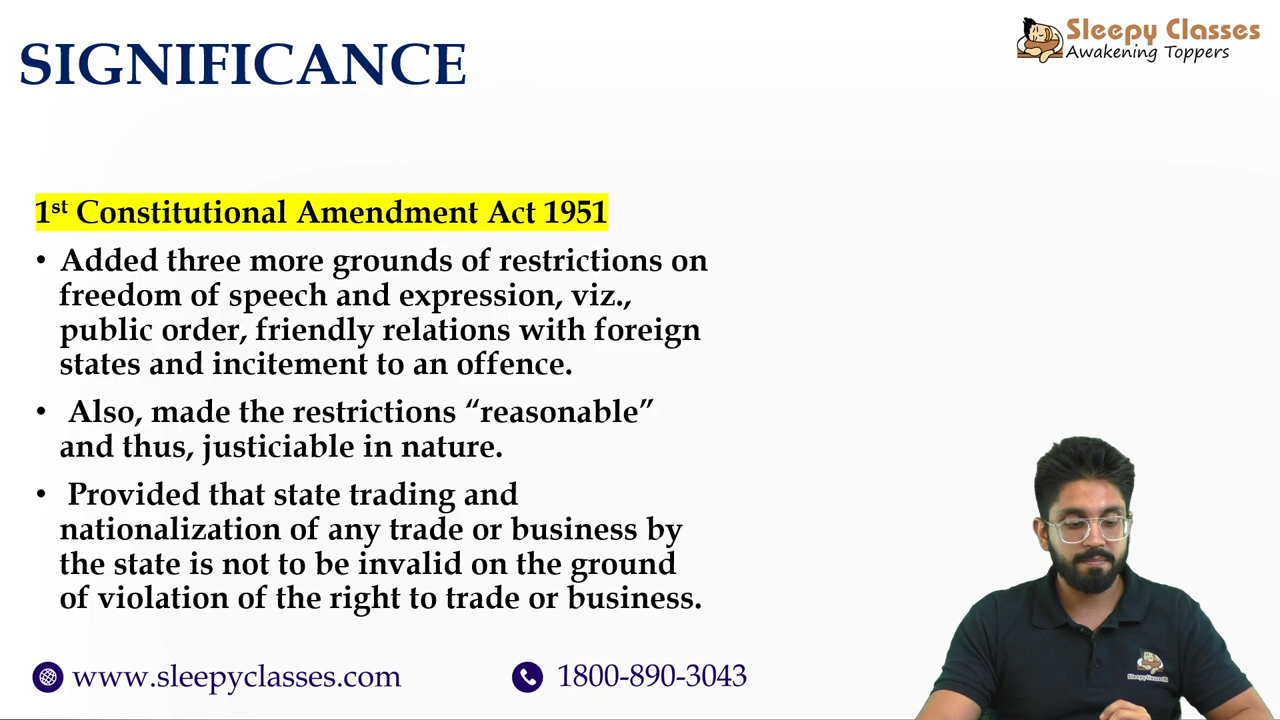 SIGNIFICANCE
Sleepy Classes
Awakening Toppers
1st Constitutional Amendment Act 1951
• Added three more grounds of restrictions on
freedom of speech and expression, viz.,
public order, friendly relations with foreign
states and incitement to an offence.
• Also, made the restrictions “reasonable”
and thus, justiciable in nature.
• Provided that state trading and
nationalization of any trade or business by
the state is not to be invalid on the ground
of violation of the right to trade or business.
www.sleepyclasses.com
1800-890-3043